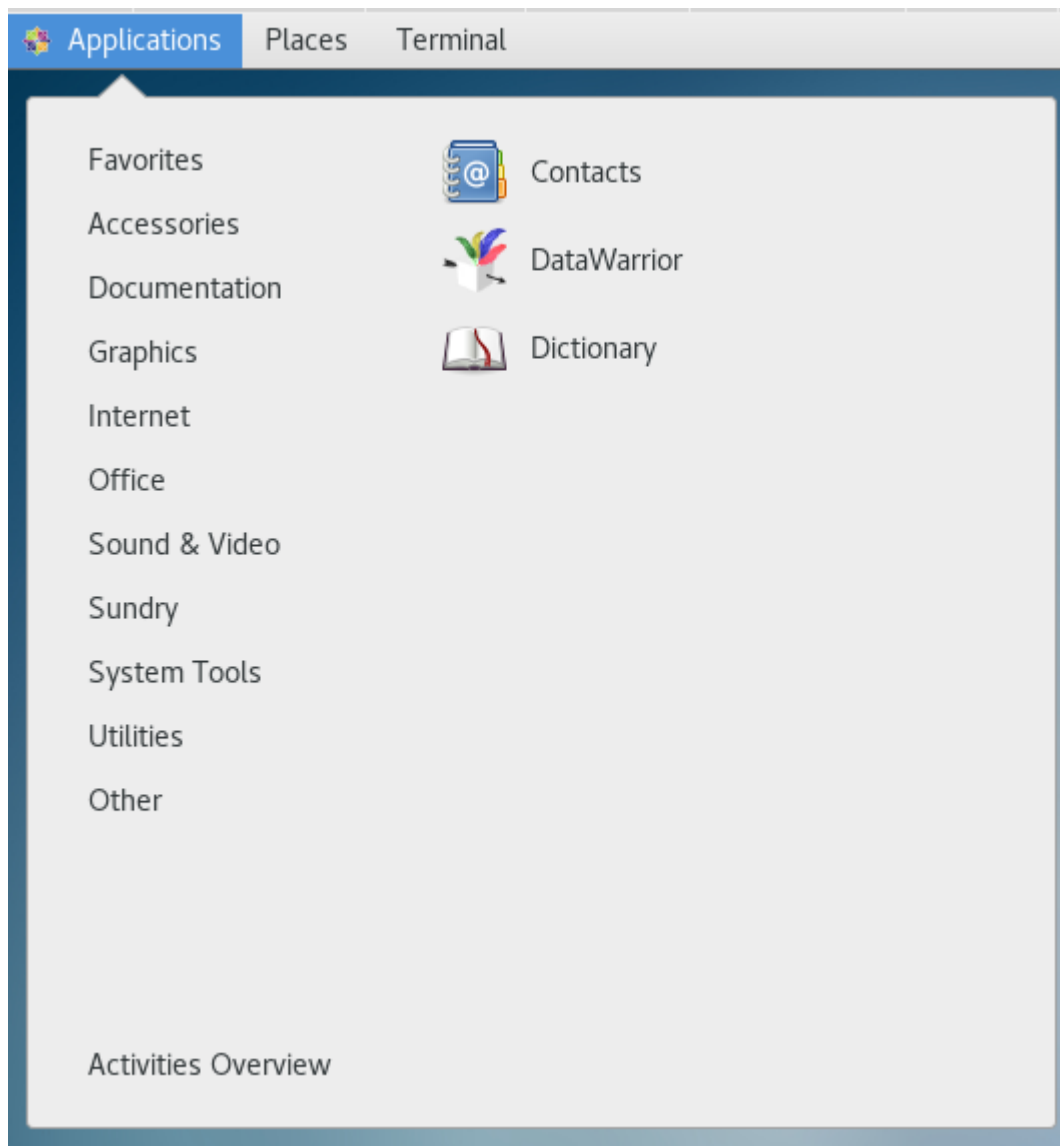 Applications Places Terminal
Favorites
Accessories
Documentation
Graphics
Internet
Office
Sound & Video
Sundry
System Tools
Utilities
Other
Activities Overview
@ Contacts
DataWarrior
Dictionary